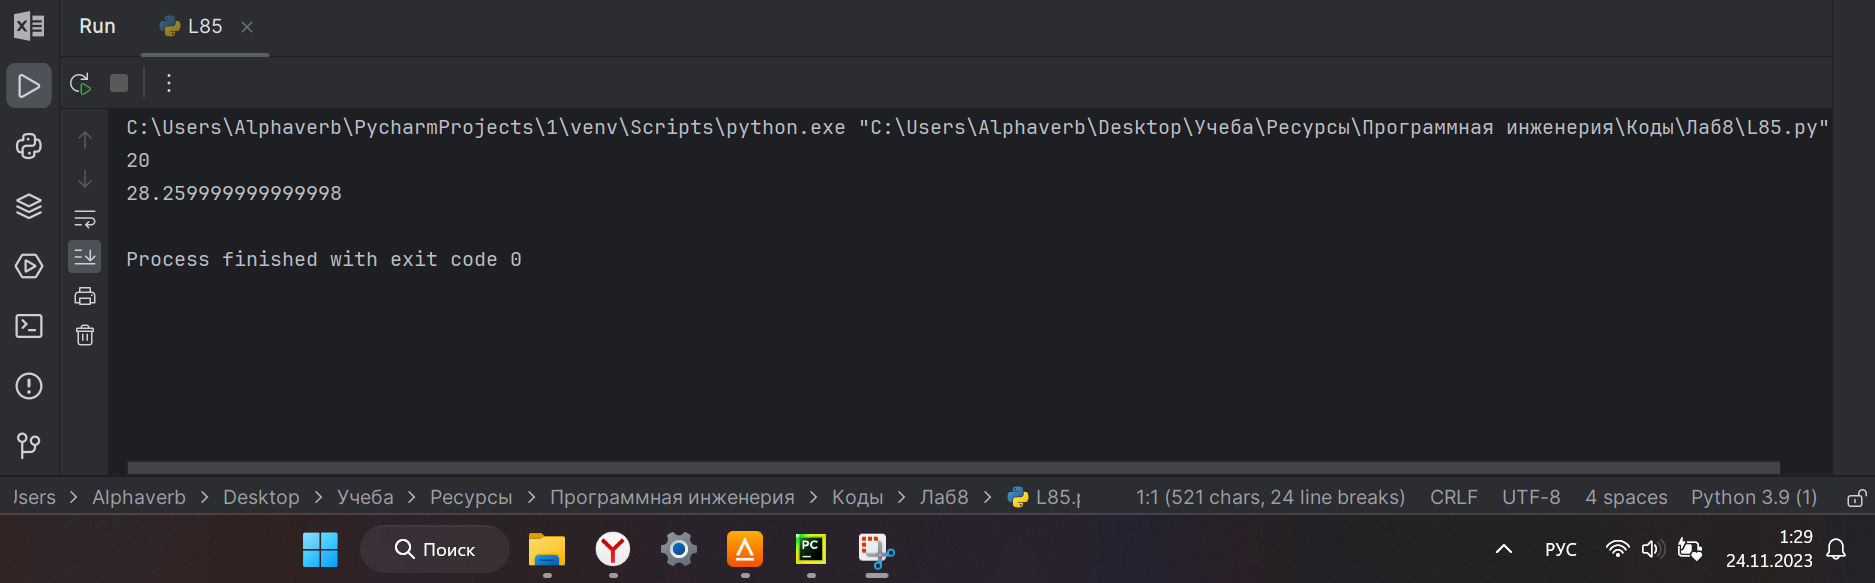 Run L85
C:\Users\Alphaverb\PycharmProjects\1\venv\Scripts\python.exe "C:\Users\Alphaverb\Desktop\Учеба\Ресурсы\Программная инженерия\Коды\Лаб8\L85.py"
20
28.259999999999998
Process finished with exit code 0
Jsers > Alphaverb > Desktop > Учеба > Ресурсы > Программная инженерия > Коды > Лаб8 > L85.p 1:1 (521 chars, 24 line breaks) CRLF UTF-8 4 spaces Python 3.9 (1)
Поиск PC РУС 1:29
24.11.2023